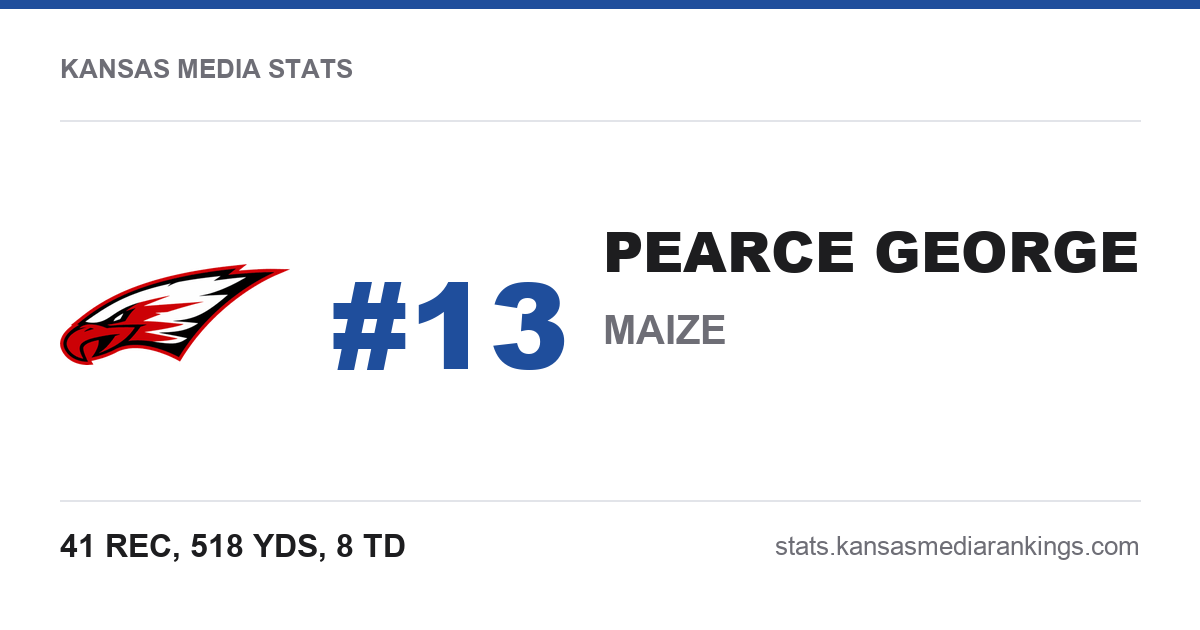 KANSAS MEDIA STATS
#13
PEARCE GEORGE
MAIZE
41 REC, 518 YDS, 8 TD
stats.kansasmediarankings.com